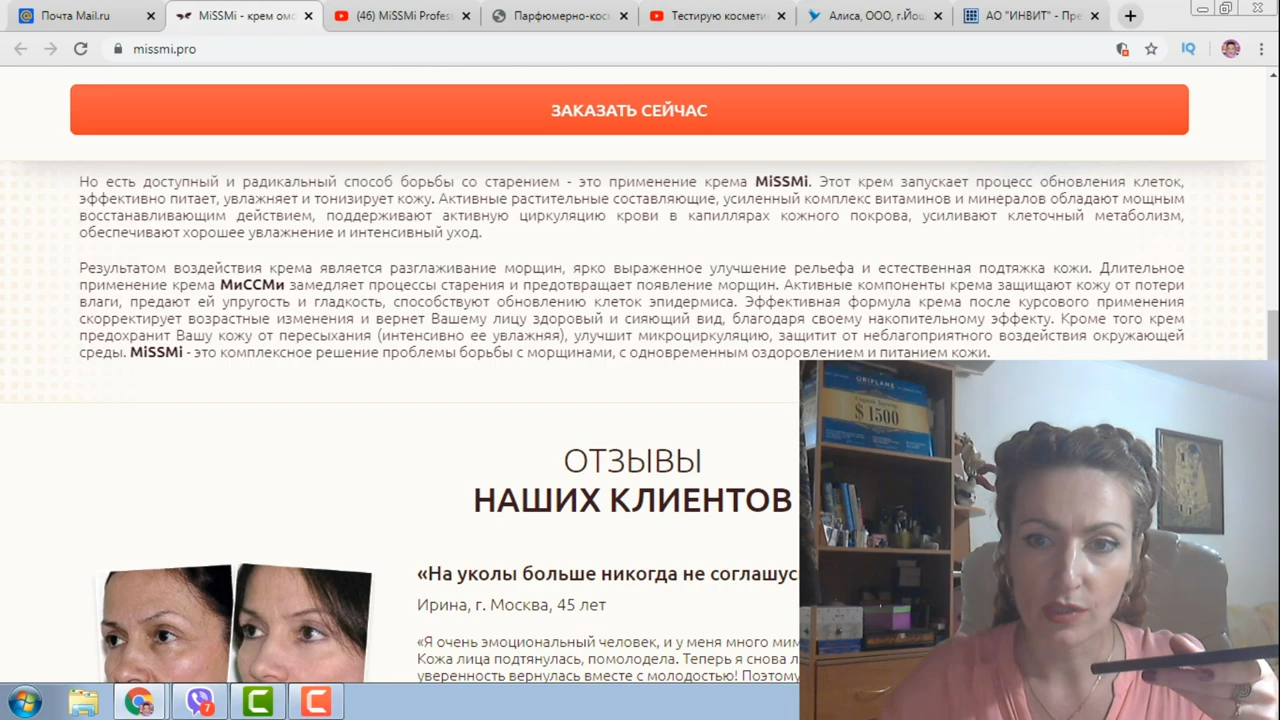 Почта Mail.ru
MiSSMi - крем омо
(46) MiSSMi Profes
Парфюмерно-кос
Тестирую космети
Алиса, ООО, г.Йош
АО "ИНВИТ" - Пре
missmi.pro
IQ
ЗАКАЗАТЬ СЕЙЧАС
Но есть доступный и радикальный способ борьбы со старением - это применение крема MiSSMi. Этот крем запускает процесс обновления клеток,
эффективно питает, увлажняет и тонизирует кожу. Активные растительные составляющие, усиленный комплекс витаминов и минералов обладают мощным
восстанавливающим действием, поддерживают активную циркуляцию крови в капиллярах кожного покрова, усиливают клеточный метаболизм,
обеспечивают хорошее увлажнение и интенсивный уход.
Результатом воздействия крема является разглаживание морщин, ярко выраженное улучшение рельефа и естественная подтяжка кожи. Длительное
применение крема МиССМи замедляет процессы старения и предотвращает появление морщин. Активные компоненты крема защищают кожу от потери
влаги, предают ей упругость и гладкость, способствуют обновлению клеток эпидермиса. Эффективная формула крема после курсового применения
скорректирует возрастные изменения и вернет Вашему лицу здоровый и сияющий вид, благодаря своему накопительному эффекту. Кроме того крем
предохранит Вашу кожу от пересыхания (интенсивно ее увлажняя), улучшит микроциркуляцию, защитит от неблагоприятного воздействия окружающей
среды. MiSSMi - это комплексное решение проблемы борьбы с морщинами, с одновременным оздоровлением и питанием кожи.
ORIFLAME
$ 1500
ОТЗЫВЫ
НАШИХ КЛИЕНТОВ
«На уколы больше никогда не соглашус
Ирина, г. Москва, 45 лет
«Я очень эмоциональный человек, и у меня много мим
Кожа лица подтянулась, помолодела. Теперь я снова л
уверенность вернулась вместе с молодостью! Поэтому
7